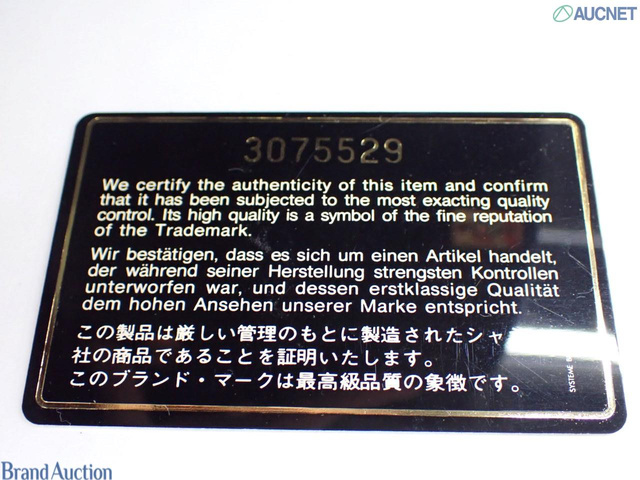 AUCNET
3075529
We certify the authenticity of this item and confirm
that it has been subjected to the most exacting quality
control. Its high quality is a symbol of the fine reputation
of the Trademark.
Wir bestätigen, dass es sich um einen Artikel handelt,
der während seiner Herstellung strengsten Kontrollen
unterworfen war, und dessen erstklassige Qualität
dem hohen Ansehen unserer Marke entspricht.
この製品は厳しい管理のもとに製造されたシャ
社の商品であることを証明いたします。
このブランド・マークは最高級品質の象徴です。
SYSTEME
Brand Auction